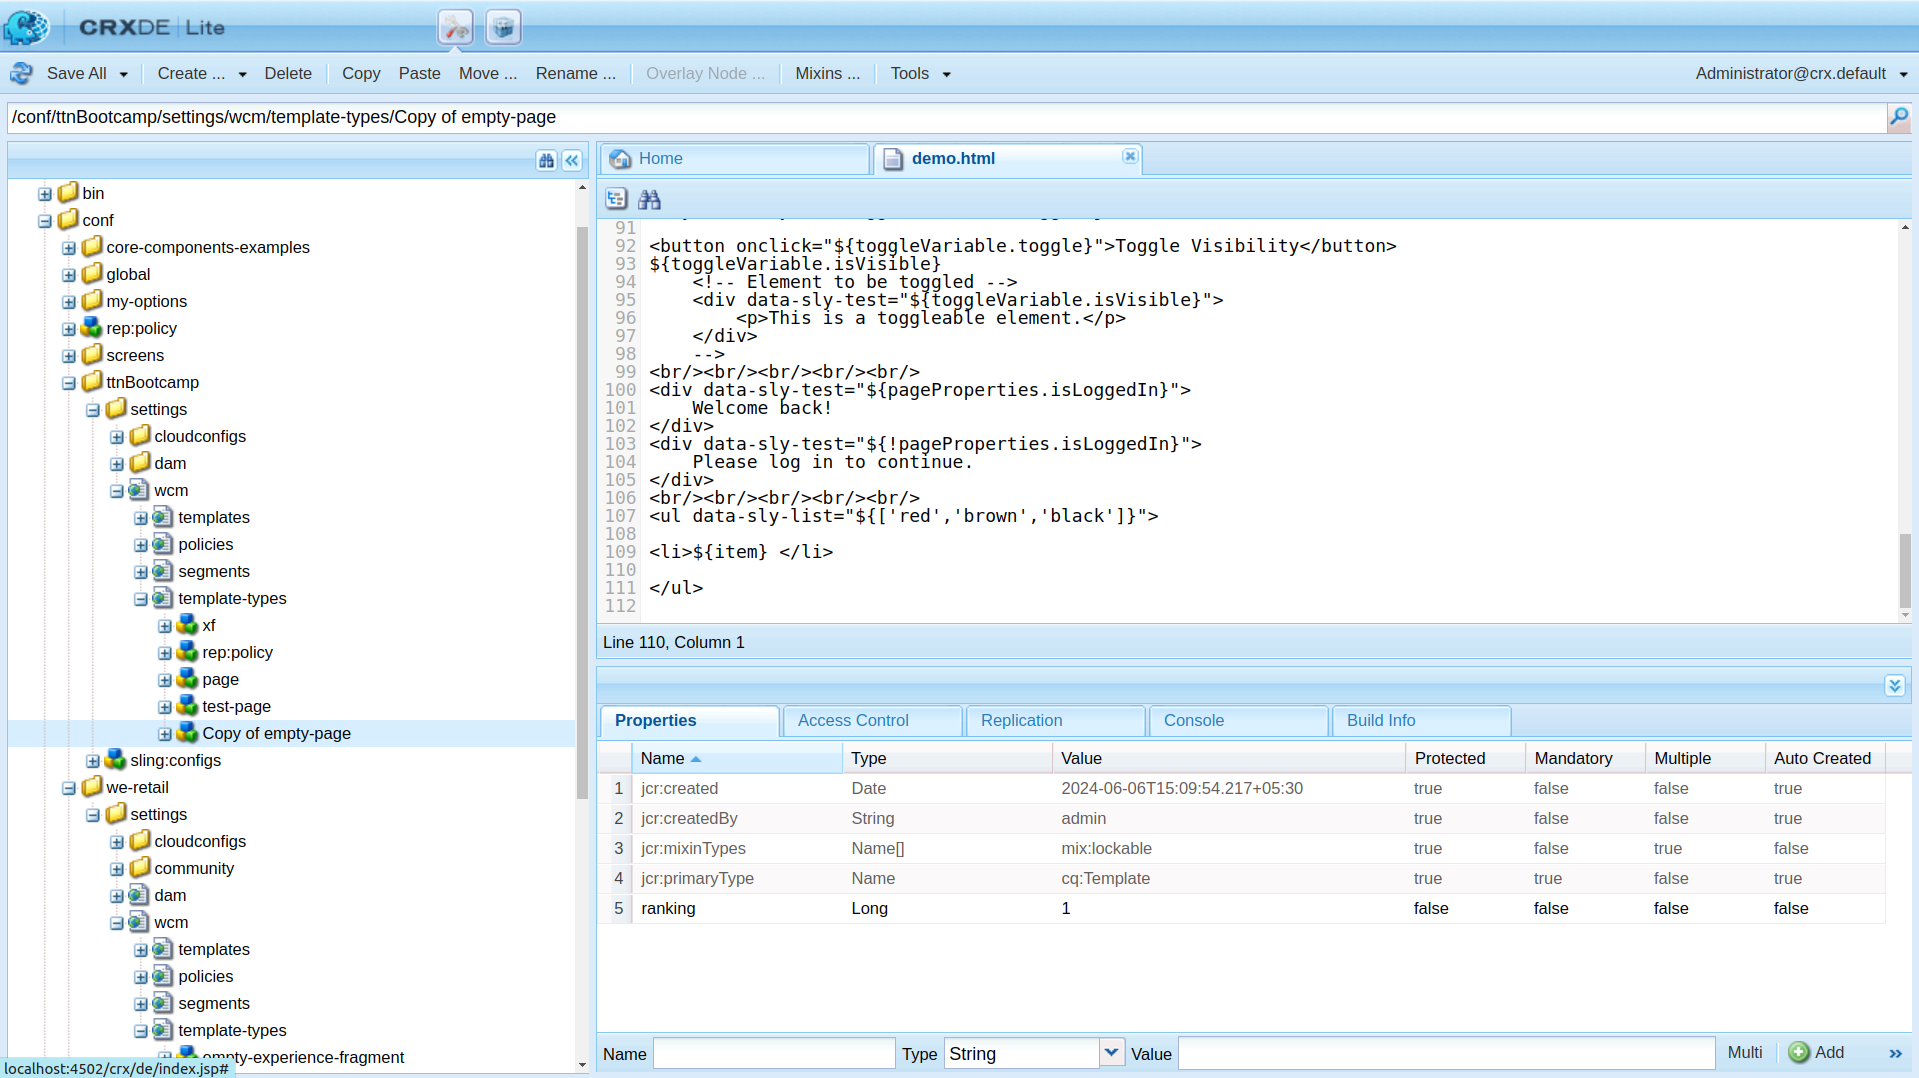 CRXDE | Lite
Save All
Create ...
Delete
Copy
Paste
Move ...
Rename ...
Overlay Node ...
Mixins ...
Tools
Administrator@crx.default
/conf/ttnBootcamp/settings/wcm/template-types/Copy of empty-page
bin
conf
core-components-examples
global
my-options
rep:policy
screens
ttnBootcamp
settings
cloudconfigs
dam
wcm
templates
policies
segments
template-types
xf
rep:policy
page
test-page
Copy of empty-page
sling:configs
we-retail
settings
cloudconfigs
community
dam
wcm
templates
policies
segments
template-types
empty-experience-fragment
localhost:4502/crx/de/index.jsp#
Home
demo.html
91
92 <button onclick="${toggleVariable.toggle}">Toggle Visibility</button>
93 ${toggleVariable.isVisible}
94     <!-- Element to be toggled -->
95     <div data-sly-test="${toggleVariable.isVisible}">
96         <p>This is a toggleable element.</p>
97     </div>
98     -->
99 <br/><br/><br/><br/><br/>
100 <div data-sly-test="${pageProperties.isLoggedIn}">
101     Welcome back!
102 </div>
103 <div data-sly-test="${!pageProperties.isLoggedIn}">
104     Please log in to continue.
105 </div>
106 <br/><br/><br/><br/><br/>
107 <ul data-sly-list="${['red','brown','black']}">
108
109 <li>${item} </li>
110
111 </ul>
112
Line 110, Column 1
Properties
Access Control
Replication
Console
Build Info
Name Type Value Protected Mandatory Multiple Auto Created
1 jcr:created Date 2024-06-06T15:09:54.217+05:30 true false false true
2 jcr:createdBy String admin true false false true
3 jcr:mixinTypes Name[] mix:lockable true false true false
4 jcr:primaryType Name cq:Template true true false true
5 ranking Long 1 false false false false
Name Type String Value Multi Add